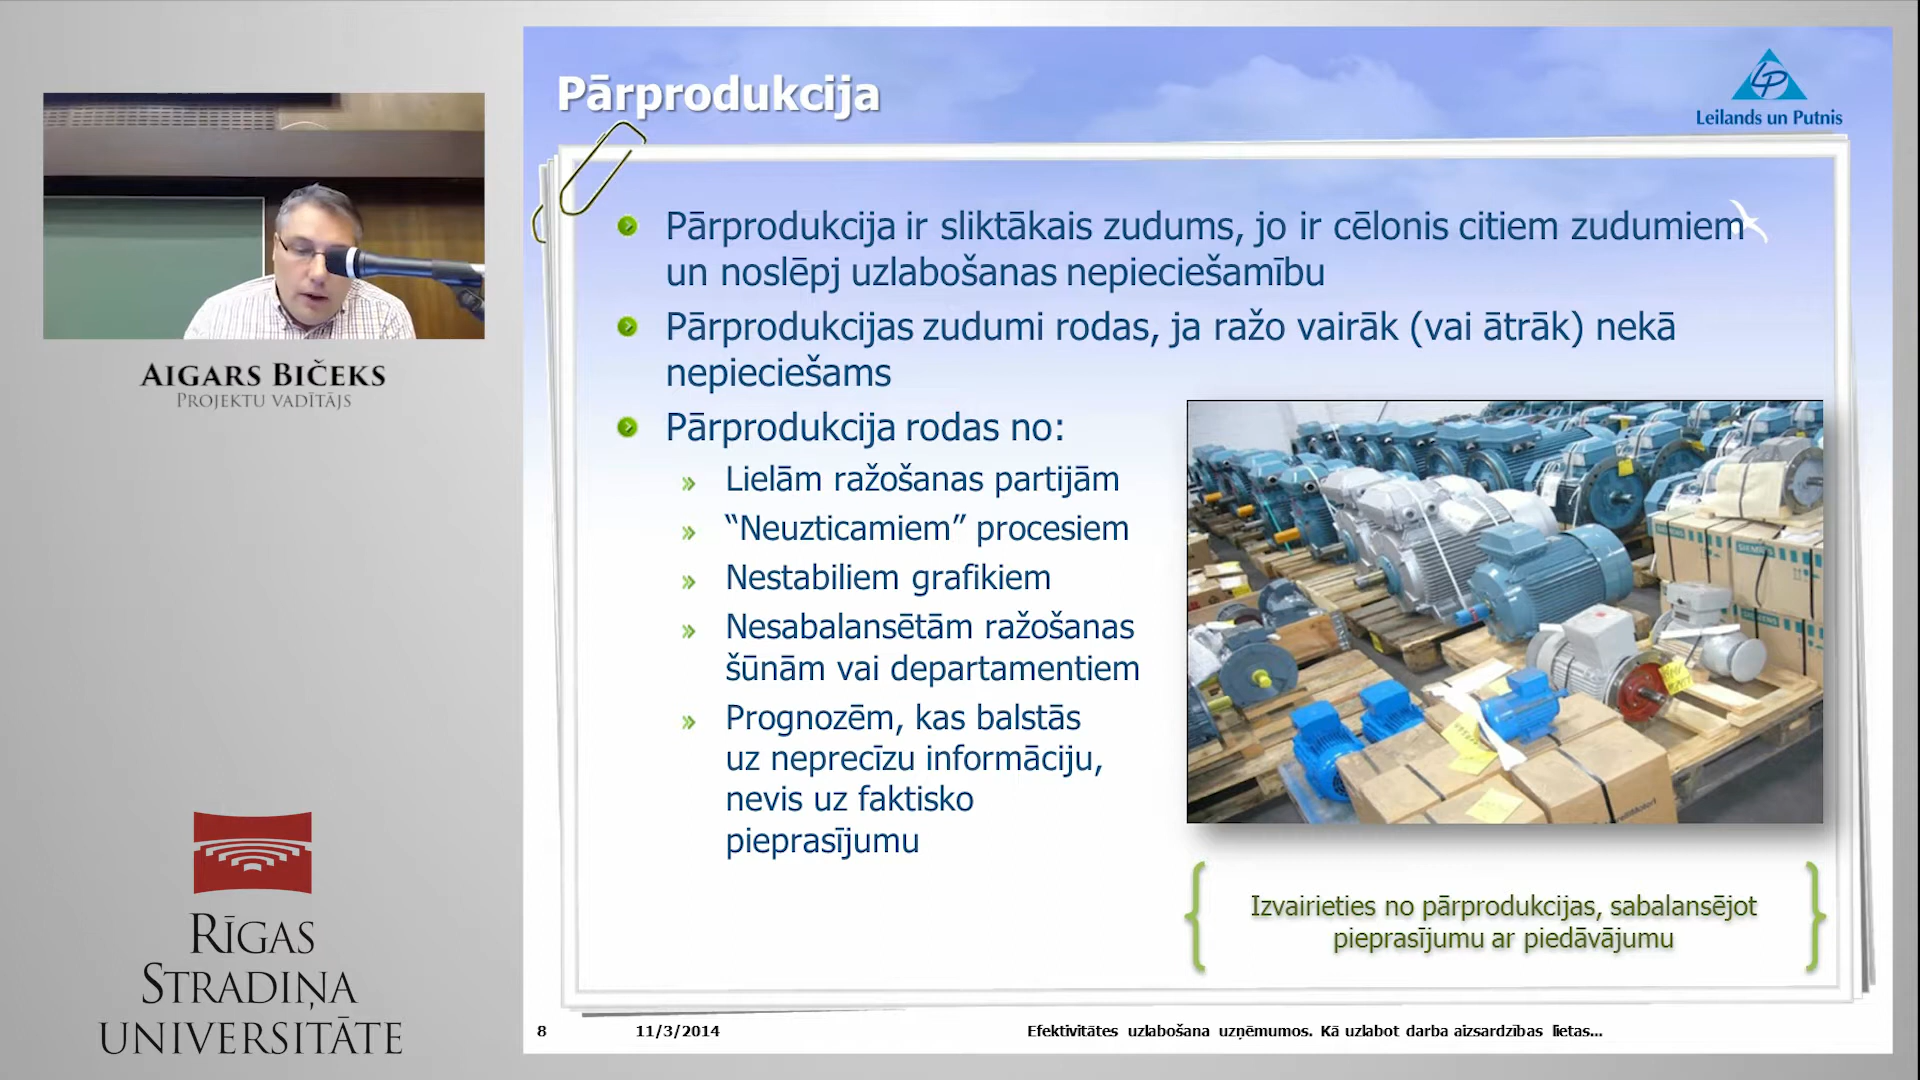 Pārprodukcija
Leilands un Putnis
AIGARS BIČEKS
PROJEKTU VADĪTĀJS
Pārprodukcija ir sliktākais zudums, jo ir cēlonis citiem zudumiem
un noslēpj uzlabošanas nepieciešamību
Pārprodukcijas zudumi rodas, ja ražo vairāk (vai ātrāk) nekā
nepieciešams
Pārprodukcija rodas no:
Lielām ražošanas partijām
“Neuzticamiem” procesiem
Nestabiliem grafikiem
Nesabalansētām ražošanas
šūnām vai departamentiem
Prognozēm, kas balstās
uz neprecīzu informāciju,
nevis uz faktisko
pieprasījumu
SIEMENS
Izvairieties no pārprodukcijas, sabalansējot
pieprasījumu ar piedāvājumu
RĪGAS
STRADIŅA
UNIVERSITĀTE
8
11/3/2014
Efektivitātes uzlabošana uzņēmumos. Kā uzlabot darba aizsardzības lietas...